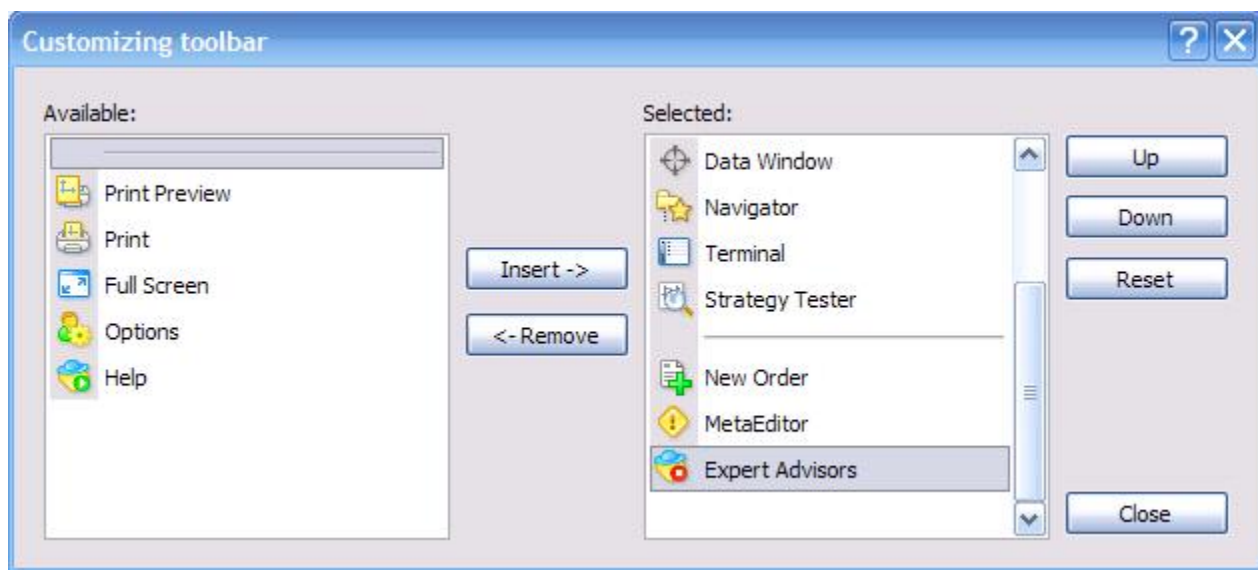 Customizing toolbar
Available:
Print Preview
Print
Full Screen
Options
Help
Insert ->
<- Remove
Selected:
Data Window
Navigator
Terminal
Strategy Tester
New Order
MetaEditor
Expert Advisors
Up
Down
Reset
Close